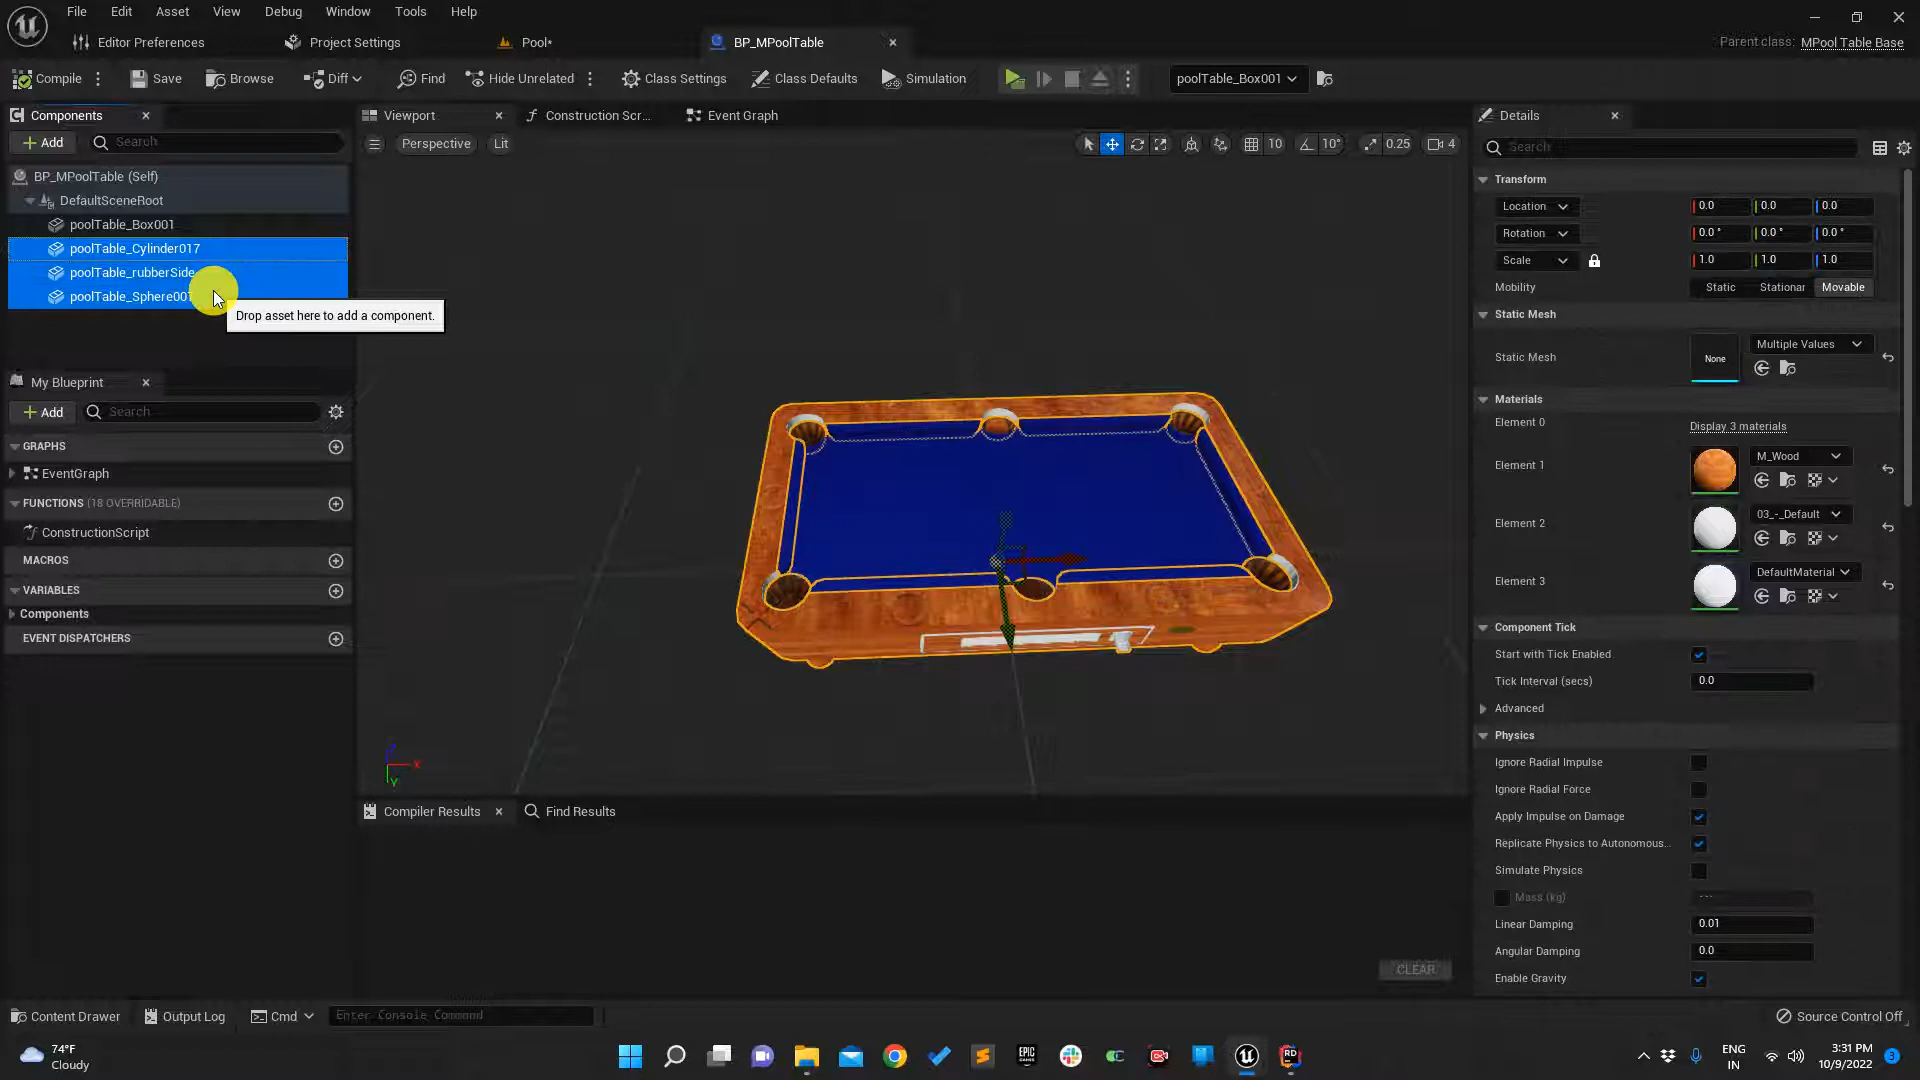 File Edit View Asset Debug Window Tools Help
Editor Preferences Project Settings Pool* BP_MPoolTable Parent class: MPool Table Base
Compile Save Browse Diff Find Hide Unrelated Class Settings Class Defaults Simulation poolTable_Box001
Components
Add Search
BP_MPoolTable (Self)
DefaultSceneRoot
poolTable_Box001
poolTable_Cylinder017
poolTable_rubberSide
poolTable_Sphere001
Drop asset here to add a component.
My Blueprint
Add Search
GRAPHS
EventGraph
FUNCTIONS (18 OVERRIDABLE)
ConstructionScript
MACROS
VARIABLES
Components
EVENT DISPATCHERS
Viewport Construction Scr... Event Graph
Perspective Lit 10 10° 0.25 4
Z X Y
Compiler Results Find Results
CLEAR
Details
Search
Transform
Location 0.0 0.0 0.0
Rotation 0.0 ° 0.0 ° 0.0 °
Scale 1.0 1.0 1.0
Mobility Static Stationar Movable
Static Mesh
Static Mesh None Multiple Values
Materials
Element 0 Display 3 materials
Element 1 M_Wood
Element 2 03_-_Default
Element 3 DefaultMaterial
Component Tick
Start with Tick Enabled
Tick Interval (secs) 0.0
Advanced
Physics
Ignore Radial Impulse
Ignore Radial Force
Apply Impulse on Damage
Replicate Physics to Autonomous...
Simulate Physics
Mass (kg) ---
Linear Damping 0.01
Angular Damping 0.0
Enable Gravity
Content Drawer Output Log Cmd Enter Console Command Source Control Off
74°F
Cloudy
EPIC GAMES
RD
ENG
IN
3:31 PM
10/9/2022
3